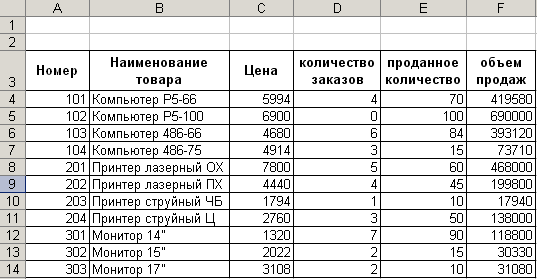 A B C D E F
1
2
3 Номер Наименование товара Цена количество заказов проданное количество объем продаж
4 101 Компьютер P5-66 5994 4 70 419580
5 102 Компьютер P5-100 6900 0 100 690000
6 103 Компьютер 486-66 4680 6 84 393120
7 104 Компьютер 486-75 4914 3 15 73710
8 201 Принтер лазерный ОХ 7800 5 60 468000
9 202 Принтер лазерный ПХ 4440 4 45 199800
10 203 Принтер струйный ЧБ 1794 1 10 17940
11 204 Принтер струйный Ц 2760 3 50 138000
12 301 Монитор 14" 1320 7 90 118800
13 302 Монитор 15" 2022 2 15 30330
14 303 Монитор 17" 3108 2 10 31080